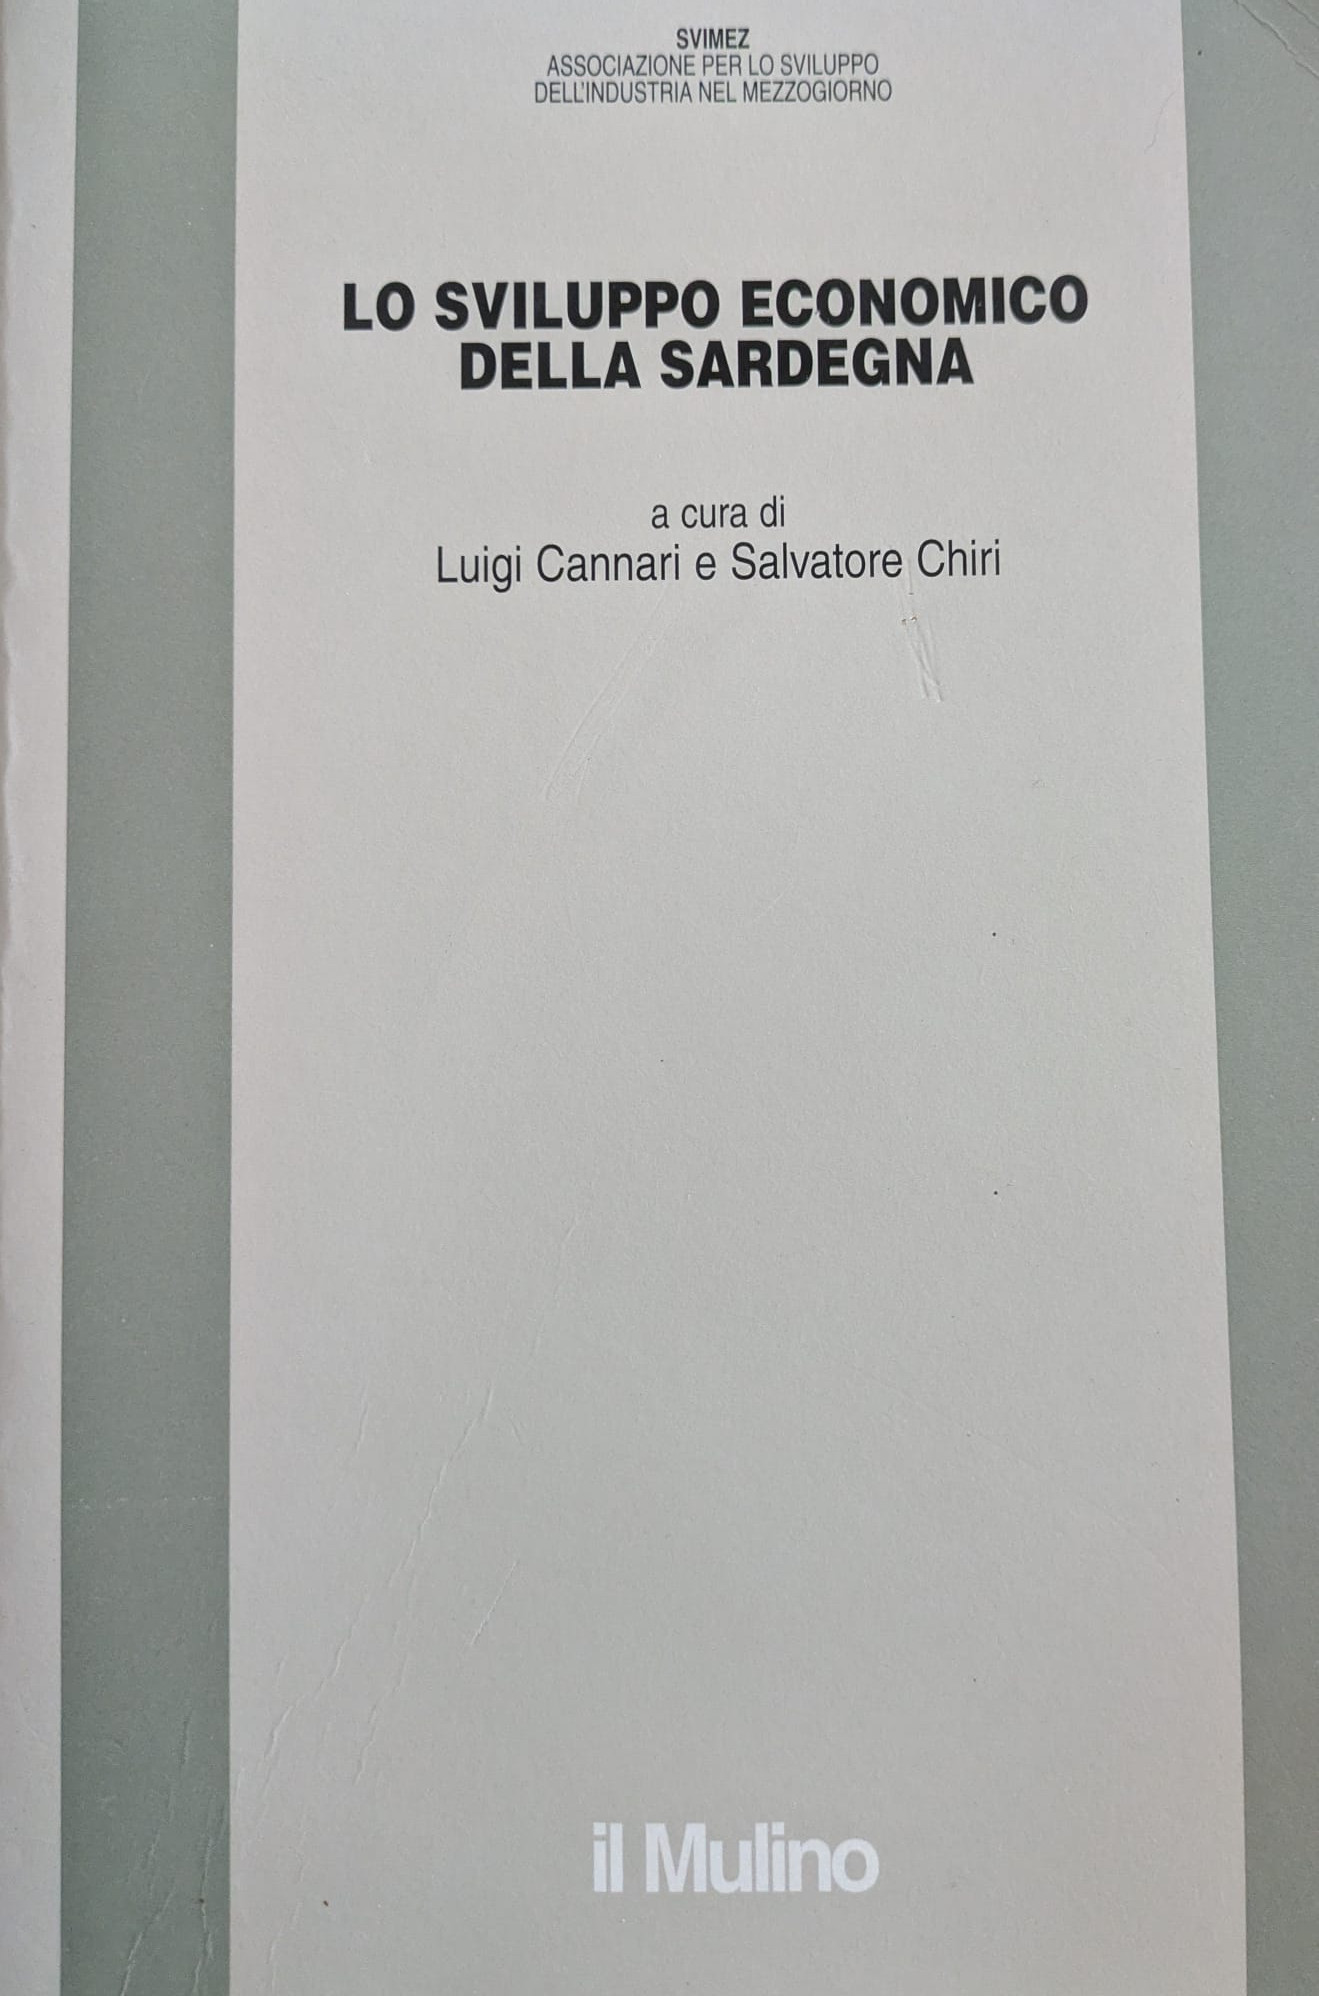 SVIMEZ
ASSOCIAZIONE PER LO SVILUPPO
DELL'INDUSTRIA NEL MEZZOGIORNO
LO SVILUPPO ECONOMICO
DELLA SARDEGNA
a cura di
Luigi Cannari e Salvatore Chiri
il Mulino